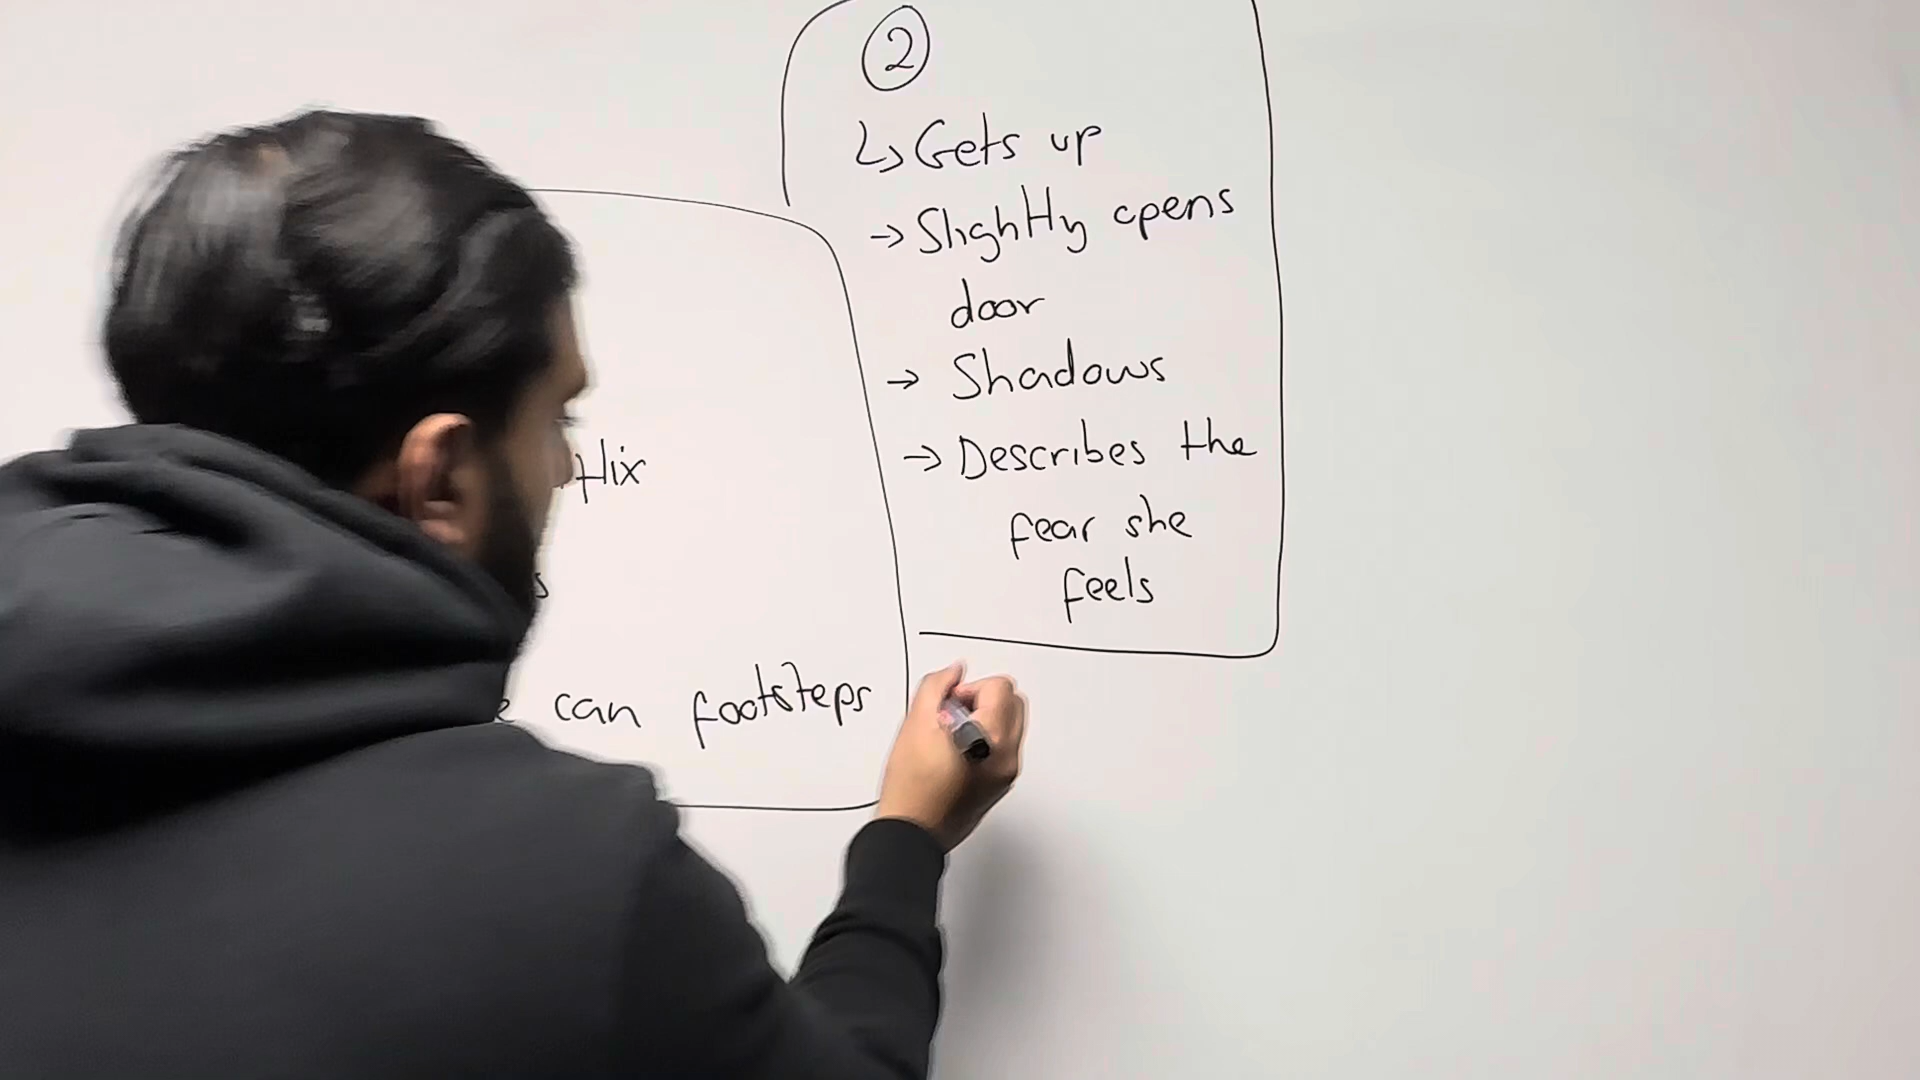 2
Gets up
→ Slightly opens
door
→ Shadows
→ Describes the
fear she
feels
flix
can footsteps